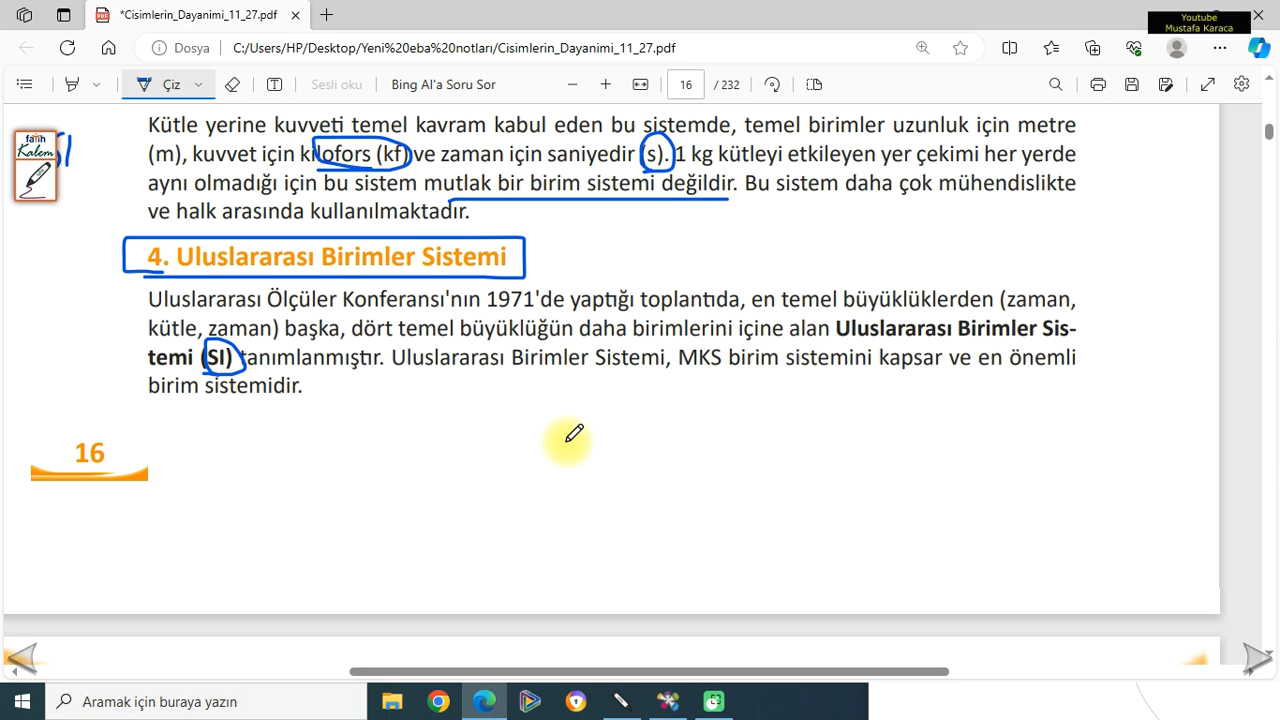 *Cisimlerin_Dayanimi_11_27.pdf
Youtube
Mustafa Karaca
Dosya
C:/Users/HP/Desktop/Yeni%20eba%20notları/Cisimlerin_Dayanimi_11_27.pdf
Çiz
Sesli oku
Bing AI'a Soru Sor
16
/ 232
Kütle yerine kuvveti temel kavram kabul eden bu sistemde, temel birimler uzunluk için metre
(m), kuvvet için kilofors (kf) ve zaman için saniyedir (s). 1 kg kütleyi etkileyen yer çekimi her yerde
aynı olmadığı için bu sistem mutlak bir birim sistemi değildir. Bu sistem daha çok mühendislikte
ve halk arasında kullanılmaktadır.
fatih
Kalem
4. Uluslararası Birimler Sistemi
Uluslararası Ölçüler Konferansı'nın 1971'de yaptığı toplantıda, en temel büyüklüklerden (zaman,
kütle, zaman) başka, dört temel büyüklüğün daha birimlerini içine alan Uluslararası Birimler Sis-
temi (SI) tanımlanmıştır. Uluslararası Birimler Sistemi, MKS birim sistemini kapsar ve en önemli
birim sistemidir.
16
Aramak için buraya yazın